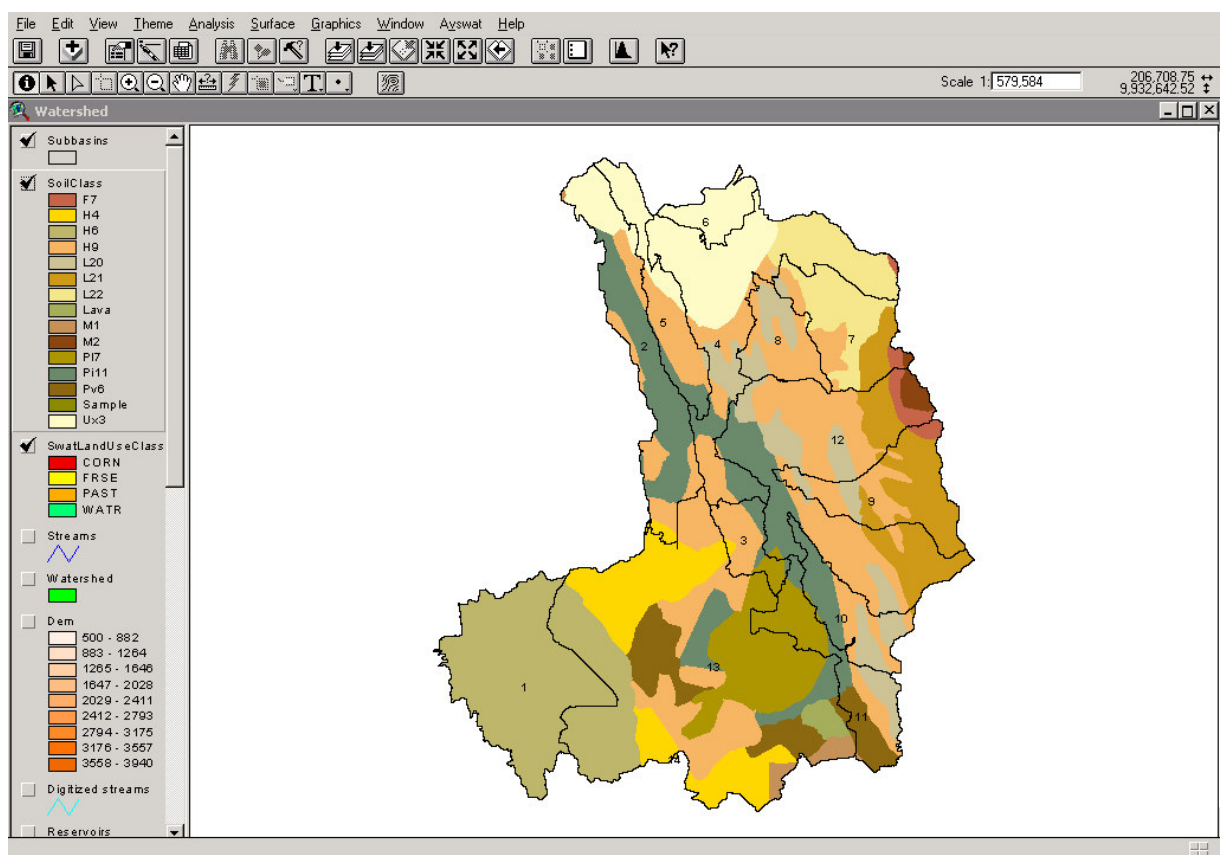 File Edit View Theme Analysis Surface Graphics Window Avswat Help
Scale 1: 579,584
206,708.75
9,932,642.52
Watershed
Subbasins
SoilClass
F7
H4
H6
H9
L20
L21
L22
Lava
M1
M2
Pl7
Pi11
Pv6
Sample
Ux3
SwatLandUseClass
CORN
FRSE
PAST
WATR
Streams
Watershed
Dem
500 - 882
883 - 1264
1265 - 1646
1647 - 2028
2029 - 2411
2412 - 2793
2794 - 3175
3176 - 3557
3558 - 3940
Digitized streams
Reservoirs
6
5
2
4
8
7
12
9
3
10
13
1
11